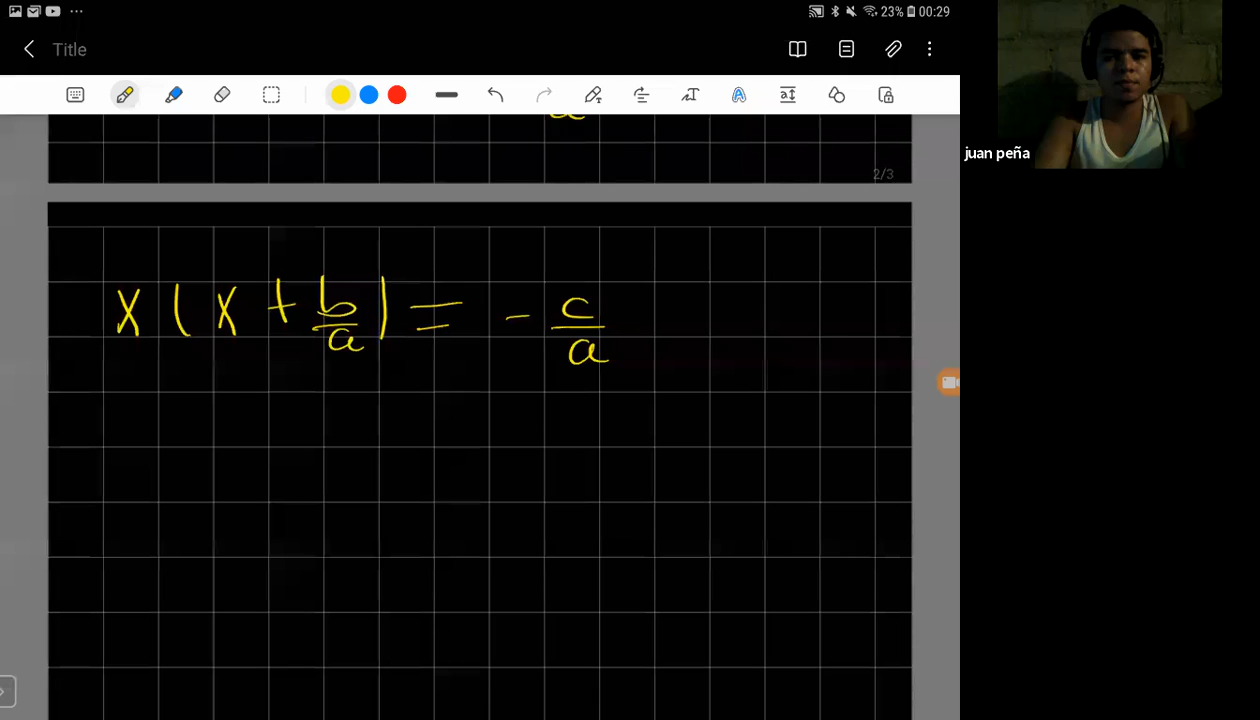 23% 00:29
Title
a
2/3
x ( x + b/a ) = - c/a
juan peña